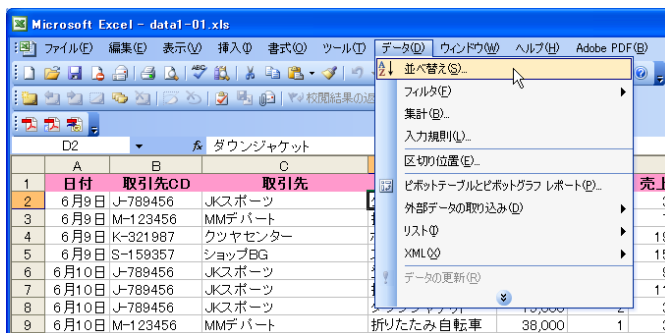 Microsoft Excel - data1-01.xls
ファイル(F) 編集(E) 表示(V) 挿入(I) 書式(O) ツール(T) データ(D) ウィンドウ(W) ヘルプ(H) Adobe PDF(B)
並べ替え(S)...
フィルタ(F)
校閲結果の
集計(B)...
入力規則(L)...
D2 fx ダウンジャケット
区切り位置(E)...
A B C
1 日付 取引先CD 取引先 売上
ピボットテーブルとピボットグラフ レポート(P)...
2 6月9日 J-789456 JKスポーツ
外部データの取り込み(D)
3 6月9日 M-123456 MMデパート
リスト(I)
4 6月9日 K-321987 クツヤセンター
XML(X)
5 6月9日 S-159357 ショップBG
データの更新(R)
6 6月10日 J-789456 JKスポーツ
7 6月10日 J-789456 JKスポーツ
8 6月10日 J-789456 JKスポーツ
9 6月10日 M-123456 MMデパート 折りたたみ自転車 38,000 1